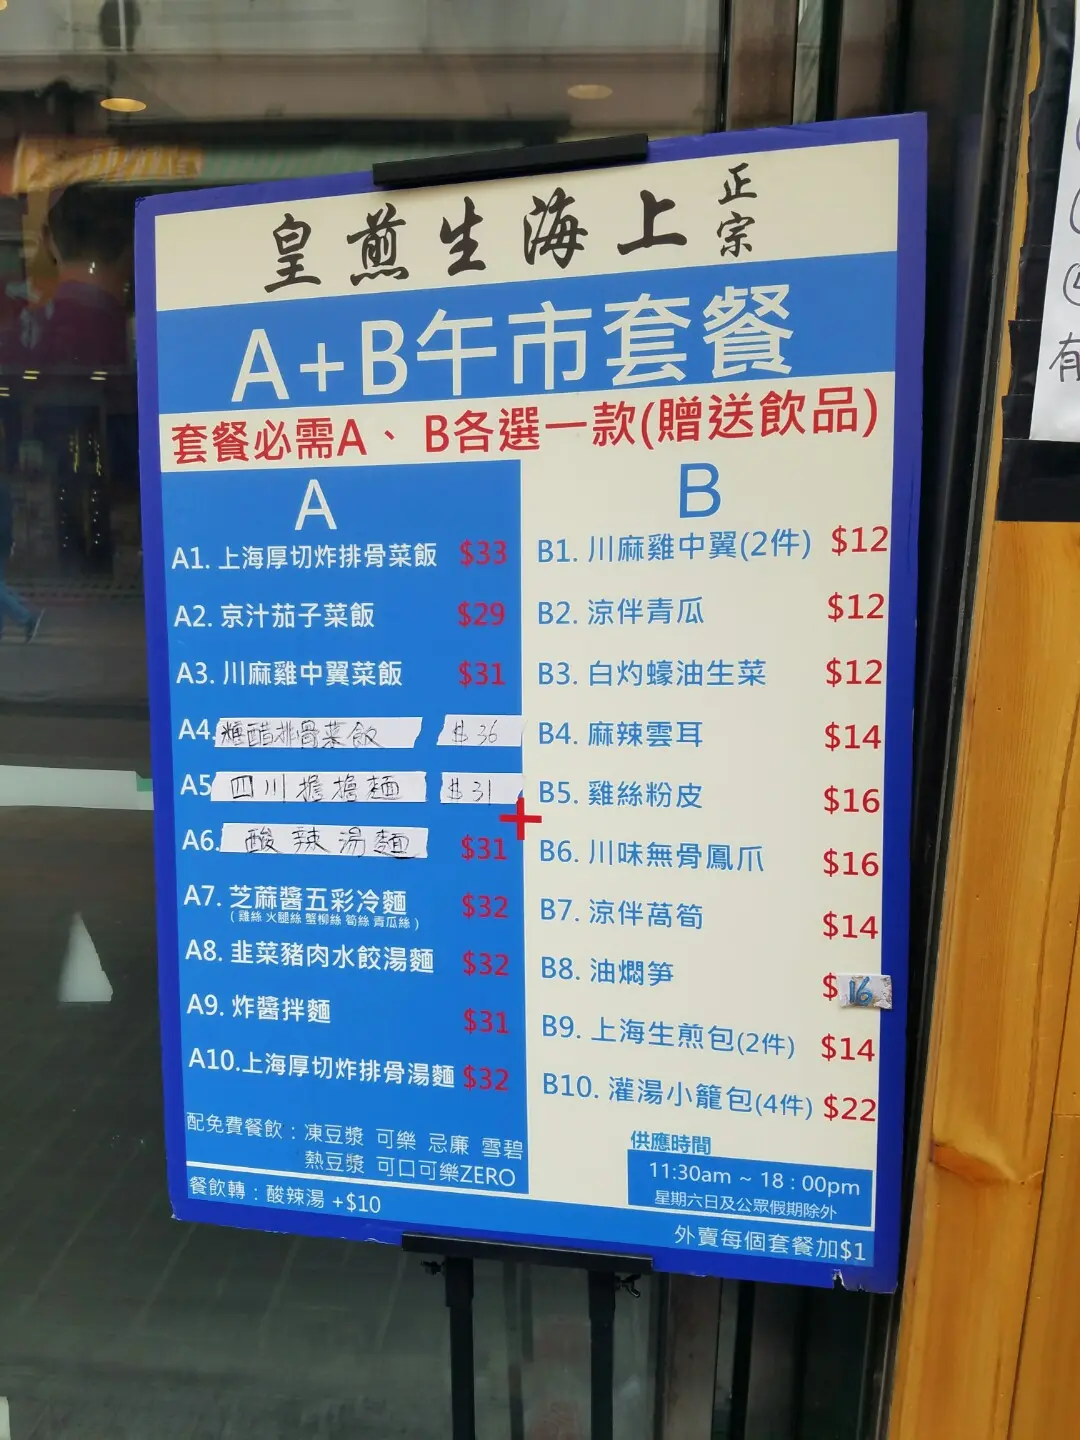 正宗
皇煎生海上
A+B午市套餐
套餐必需A、B各選一款(贈送飲品)
A
A1. 上海厚切炸排骨菜飯 $33
A2. 京汁茄子菜飯 $29
A3. 川麻雞中翼菜飯 $31
A4. 糖醋排骨菜飯 $36
A5 四川擔擔麵 $31
A6. 酸辣湯麵 $31
A7. 芝蔴醬五彩冷麵 $32
(雞絲 火腿絲 蟹柳絲 筍絲 青瓜絲)
A8. 韭菜豬肉水餃湯麵 $32
A9. 炸醬拌麵 $31
A10.上海厚切炸排骨湯麵 $32
+
B
B1. 川麻雞中翼(2件) $12
B2. 涼伴青瓜 $12
B3. 白灼蠔油生菜 $12
B4. 麻辣雲耳 $14
B5. 雞絲粉皮 $16
B6. 川味無骨鳳爪 $16
B7. 涼伴萵筍 $14
B8. 油燜笋 $16
B9. 上海生煎包(2件) $14
B10. 灌湯小籠包(4件) $22
配免費餐飲：凍豆漿 可樂 忌廉 雪碧
熱豆漿 可口可樂ZERO
餐飲轉：酸辣湯 +$10
供應時間
11:30am ~ 18：00pm
星期六日及公眾假期除外
外賣每個套餐加$1
有